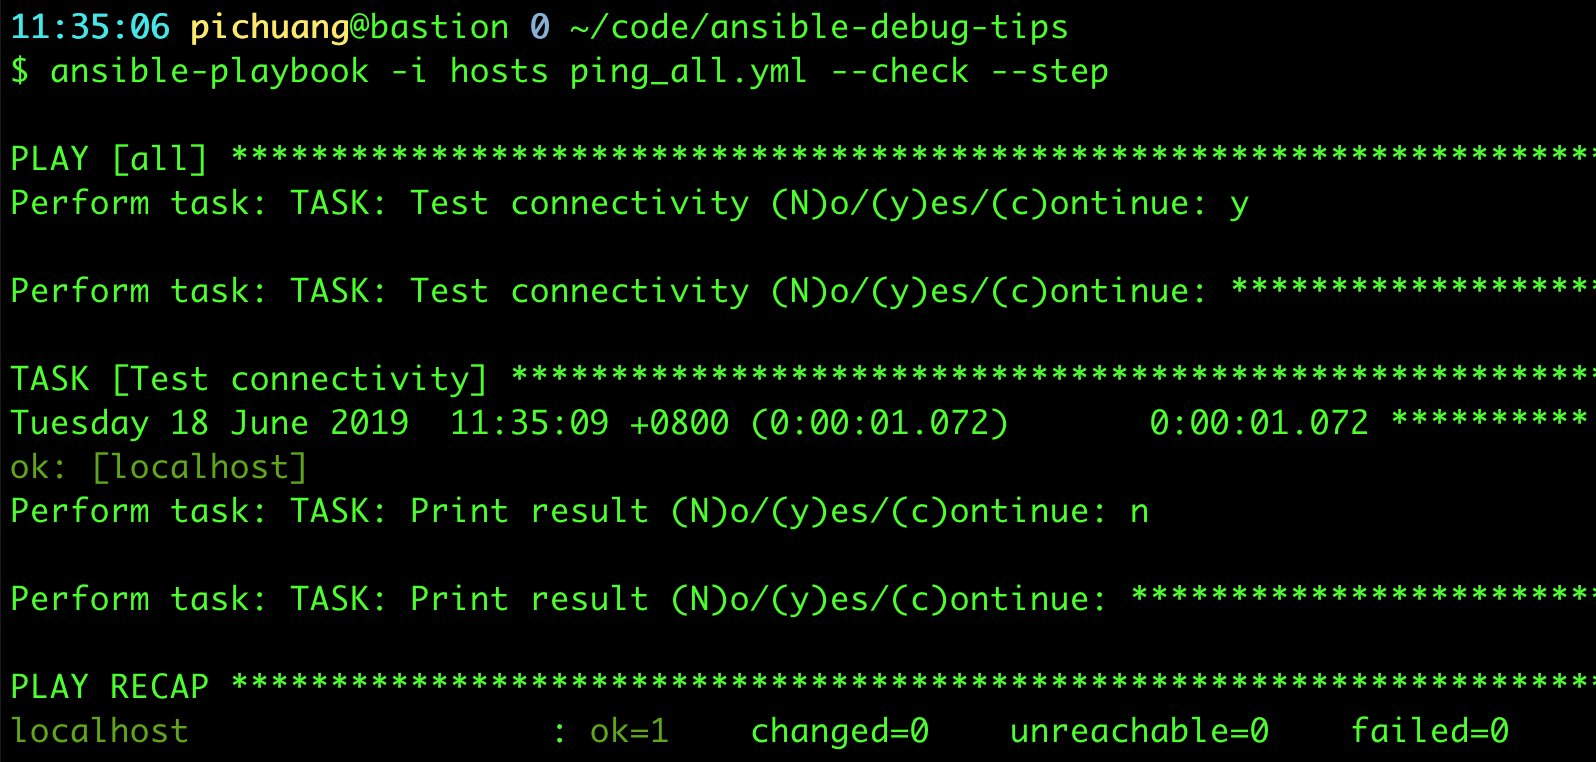 11:35:06 pichuang@bastion 0 ~/code/ansible-debug-tips
$ ansible-playbook -i hosts ping_all.yml --check --step
PLAY [all] *********************************************************************
Perform task: TASK: Test connectivity (N)o/(y)es/(c)ontinue: y
Perform task: TASK: Test connectivity (N)o/(y)es/(c)ontinue: *******************
TASK [Test connectivity] *******************************************************
Tuesday 18 June 2019  11:35:09 +0800 (0:00:01.072)       0:00:01.072 **********
ok: [localhost]
Perform task: TASK: Print result (N)o/(y)es/(c)ontinue: n
Perform task: TASK: Print result (N)o/(y)es/(c)ontinue: ************************
PLAY RECAP *********************************************************************
localhost                  : ok=1    changed=0    unreachable=0    failed=0